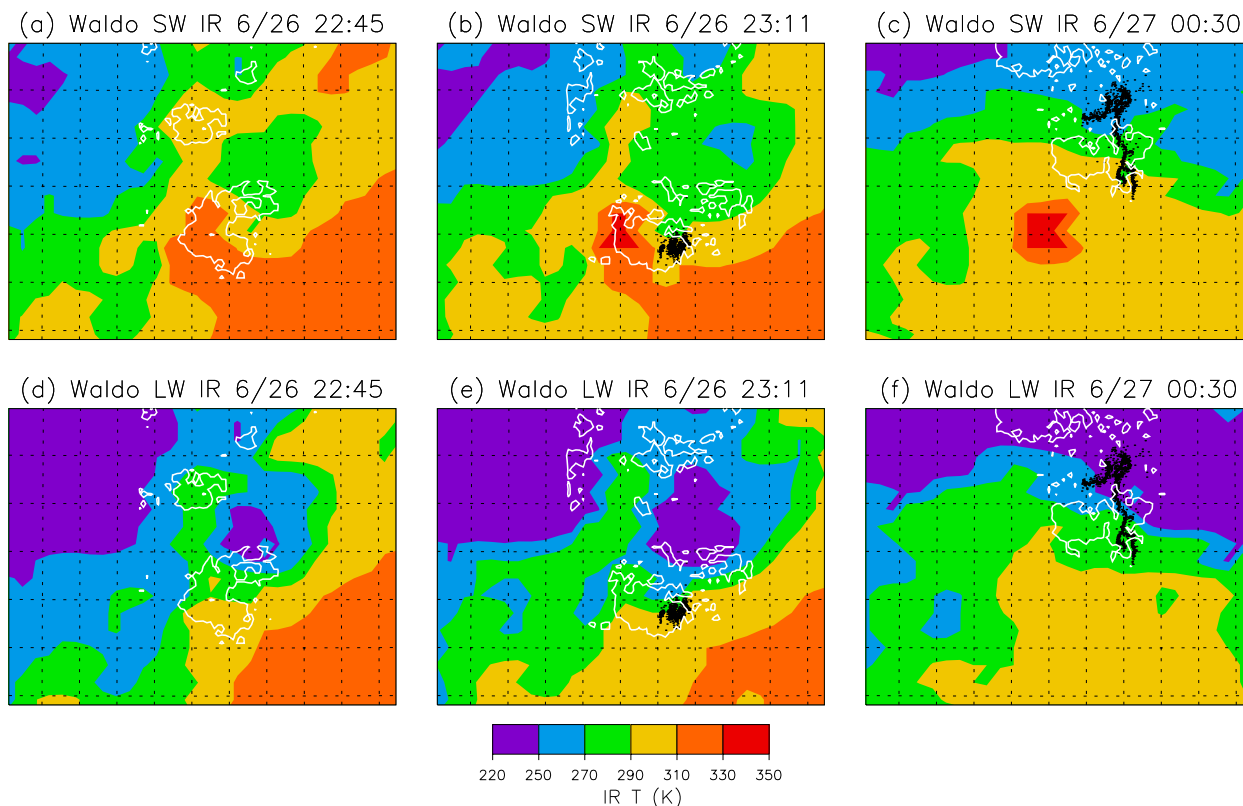 (a) Waldo SW IR 6/26 22:45
(b) Waldo SW IR 6/26 23:11
(c) Waldo SW IR 6/27 00:30
(d) Waldo LW IR 6/26 22:45
(e) Waldo LW IR 6/26 23:11
(f) Waldo LW IR 6/27 00:30
220 250 270 290 310 330 350
IR T (K)